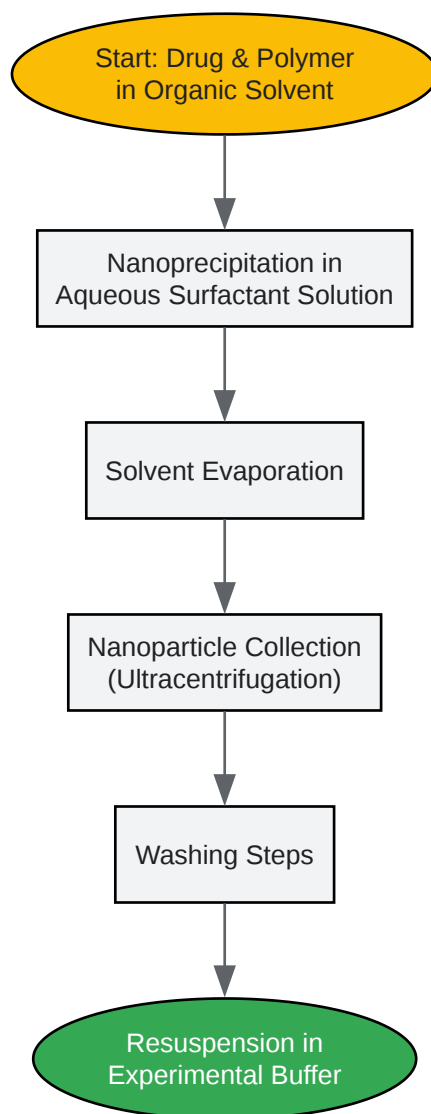 Start: Drug & Polymer
in Organic Solvent
Nanoprecipitation in
Aqueous Surfactant Solution
Solvent Evaporation
Nanoparticle Collection
(Ultracentrifugation)
Washing Steps
Resuspension in
Experimental Buffer